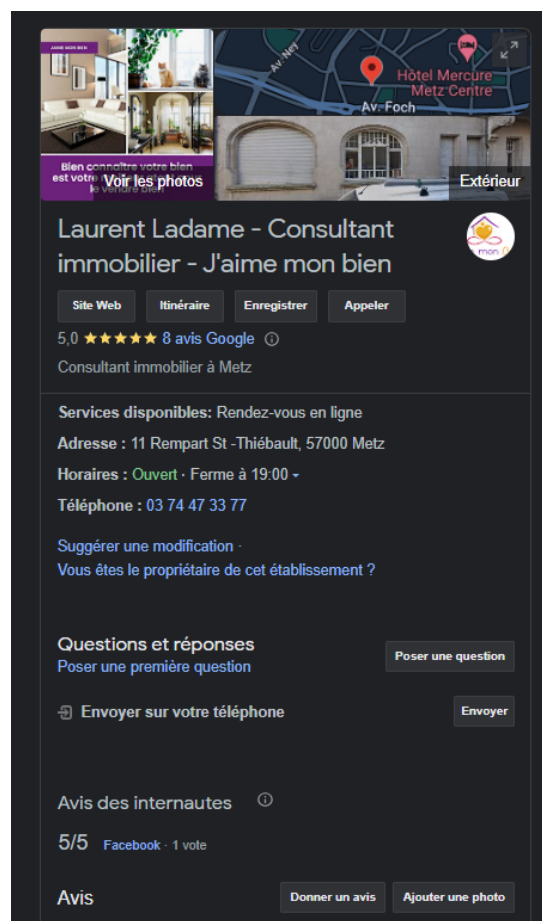 J'AIME MON BIEN
Bien connaître votre bien
est votre
le vendre bien
Voir les photos
Av. Ney
Hôtel Mercure
Metz Centre
Av. Foch
Extérieur
Laurent Ladame - Consultant
immobilier - J'aime mon bien
mon
Site Web
Itinéraire
Enregistrer
Appeler
5,0 ★★★★★ 8 avis Google
Consultant immobilier à Metz
Services disponibles: Rendez-vous en ligne
Adresse : 11 Rempart St -Thiébault, 57000 Metz
Horaires : Ouvert · Ferme à 19:00
Téléphone : 03 74 47 33 77
Suggérer une modification ·
Vous êtes le propriétaire de cet établissement ?
Questions et réponses
Poser une première question
Poser une question
Envoyer sur votre téléphone
Envoyer
Avis des internautes
5/5 Facebook · 1 vote
Avis
Donner un avis
Ajouter une photo